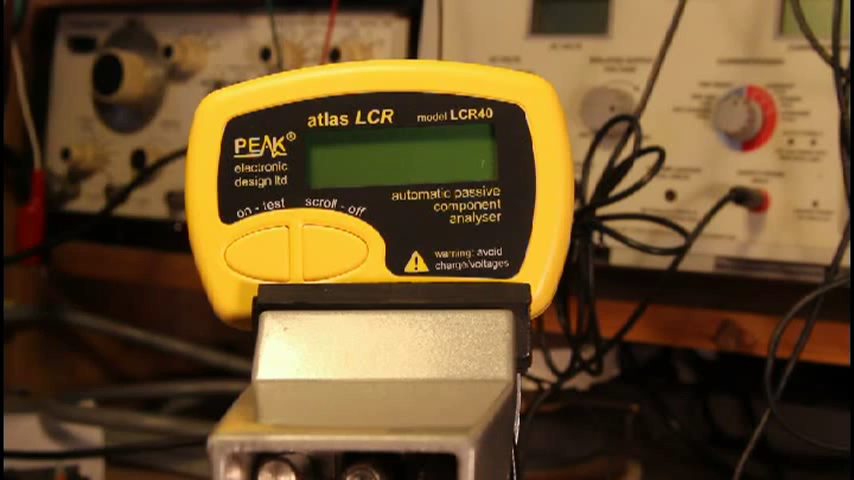 atlas LCR model LCR40
PEAK®
electronic
design ltd
on - test scroll - off
automatic passive
component
analyser
warning: avoid
charge/voltages